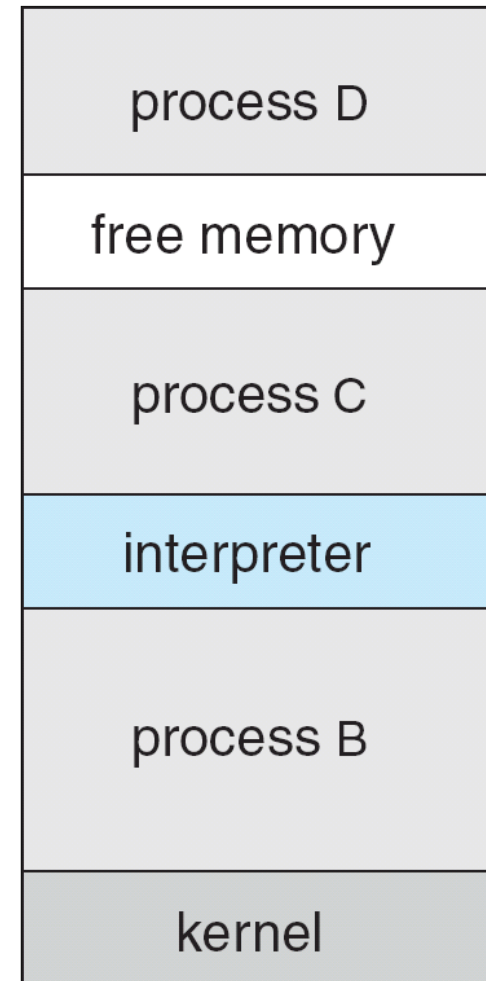 process D
free memory
process C
interpreter
process B
kernel